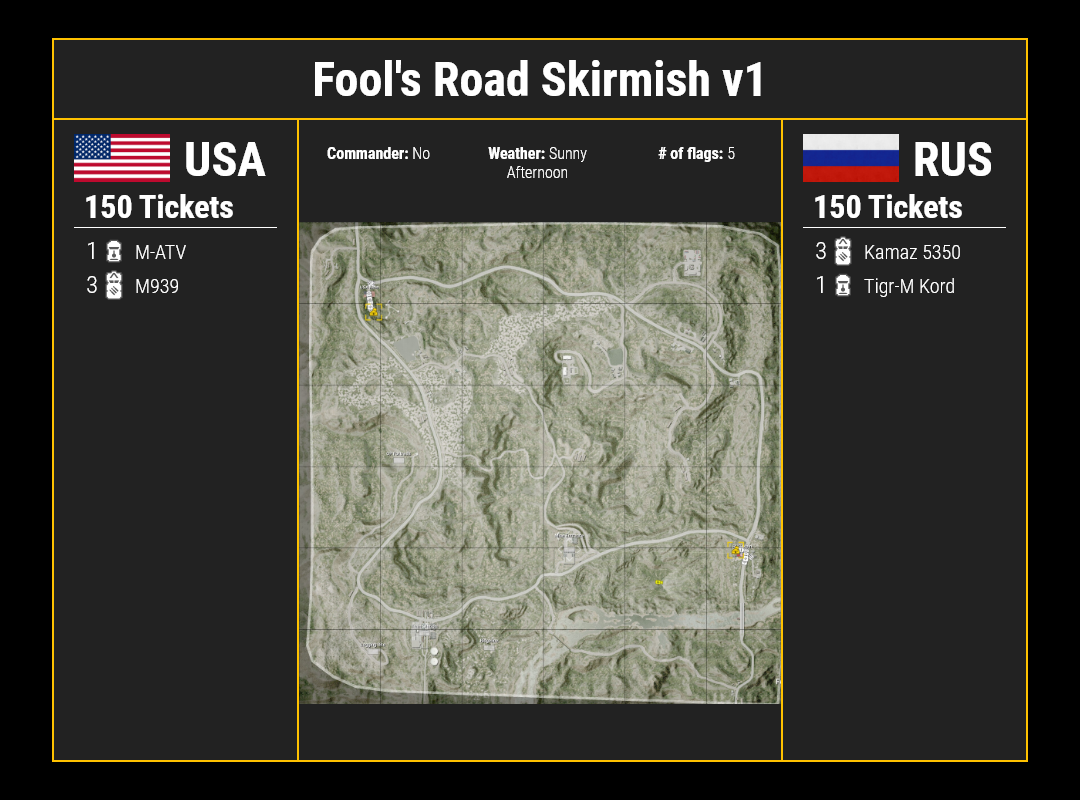 Fool's Road Skirmish v1
USA
150 Tickets
1 M-ATV
3 M939
Commander: No
Weather: Sunny
Afternoon
# of flags: 5
RUS
150 Tickets
3 Kamaz 5350
1 Tigr-M Kord